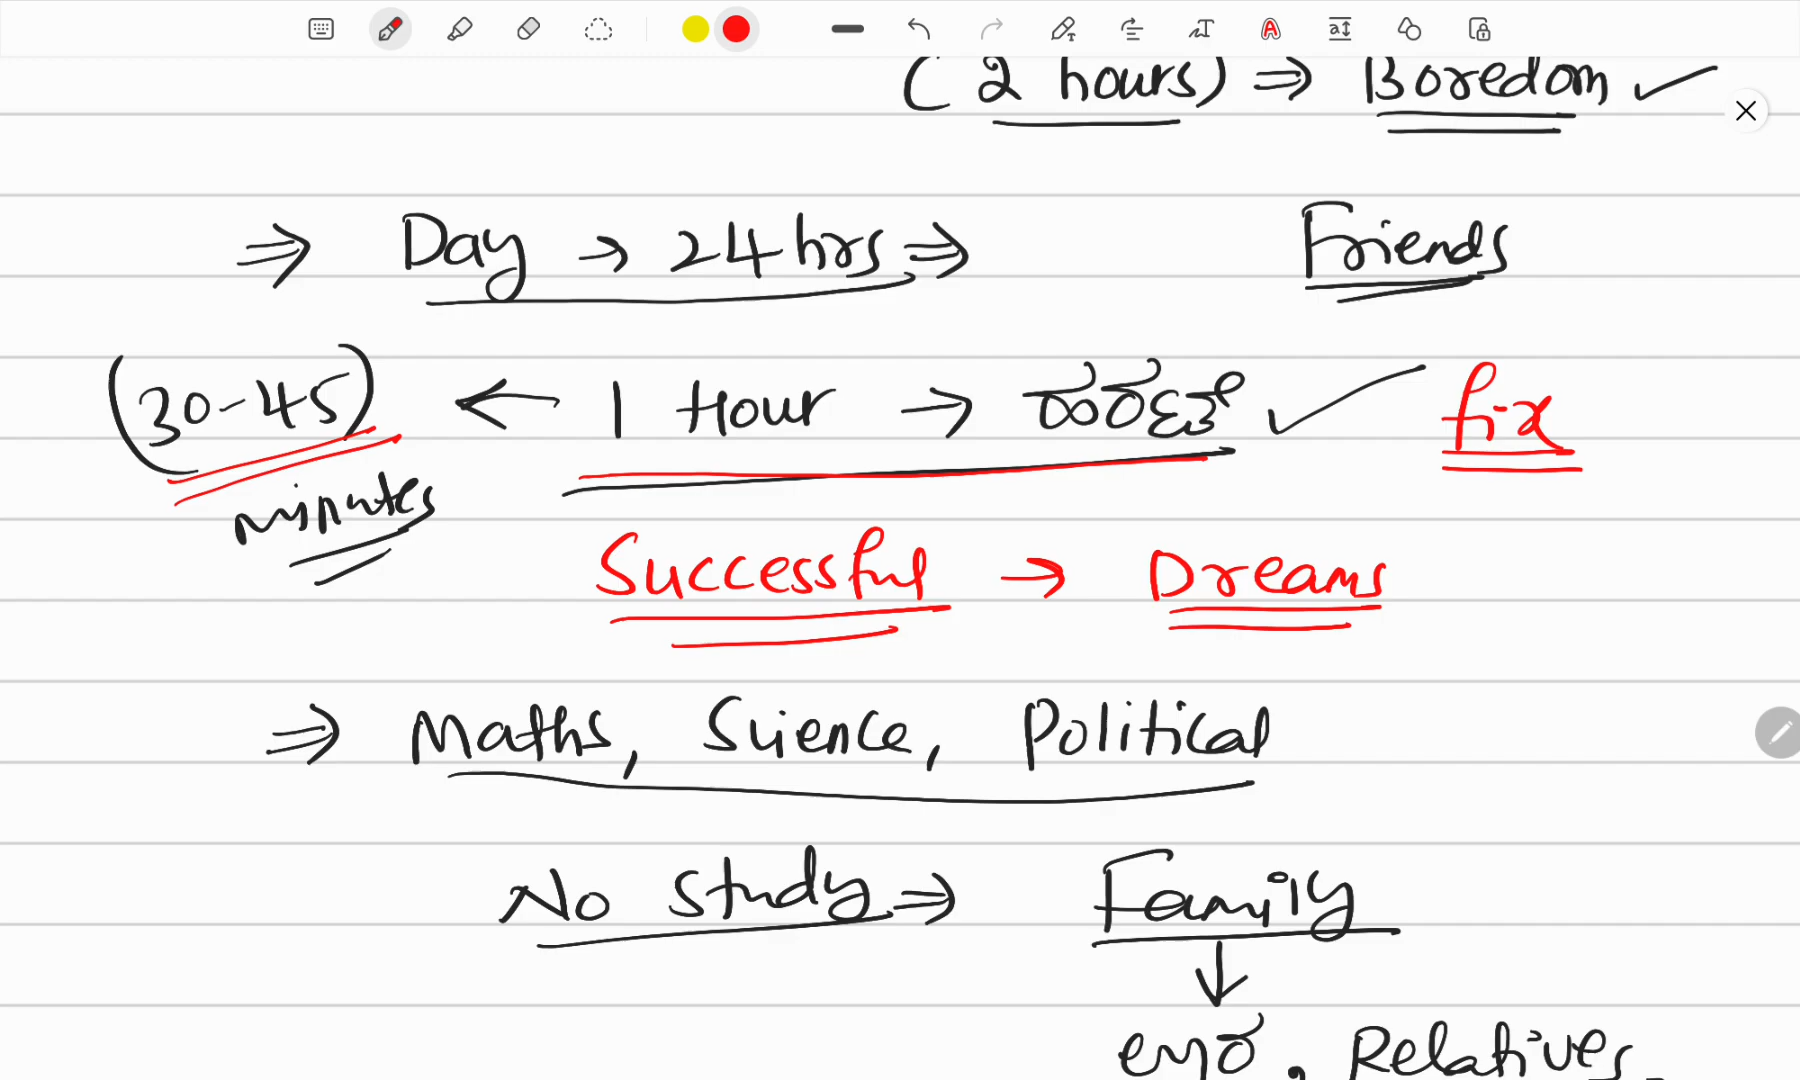 (2 hours) ⇒ Boredom ✓
⇒ Day → 24 hrs ⇒ Friends
(30-45) ← 1 Hour → ✓ fix
minutes
Successful → Dreams
⇒ Maths, Science, Political
No study ⇒ Family
↓
, Relatives,